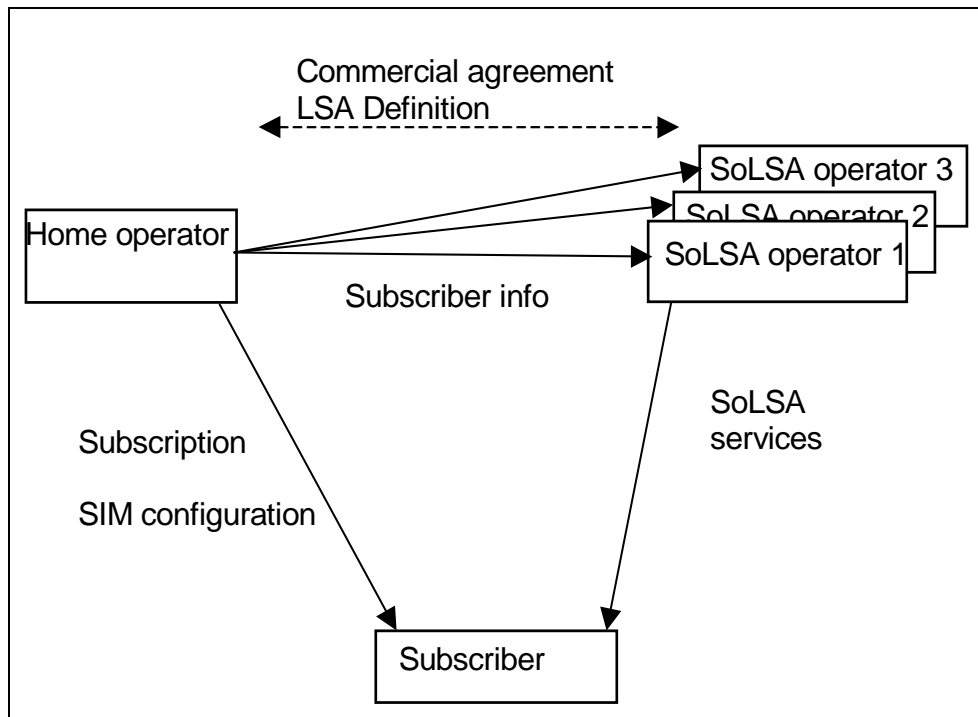 Commercial agreement
LSA Definition
SoLSA operator 3
SoLSA operator 2
SoLSA operator 1
Home operator
Subscriber info
SoLSA
services
Subscription
SIM configuration
Subscriber